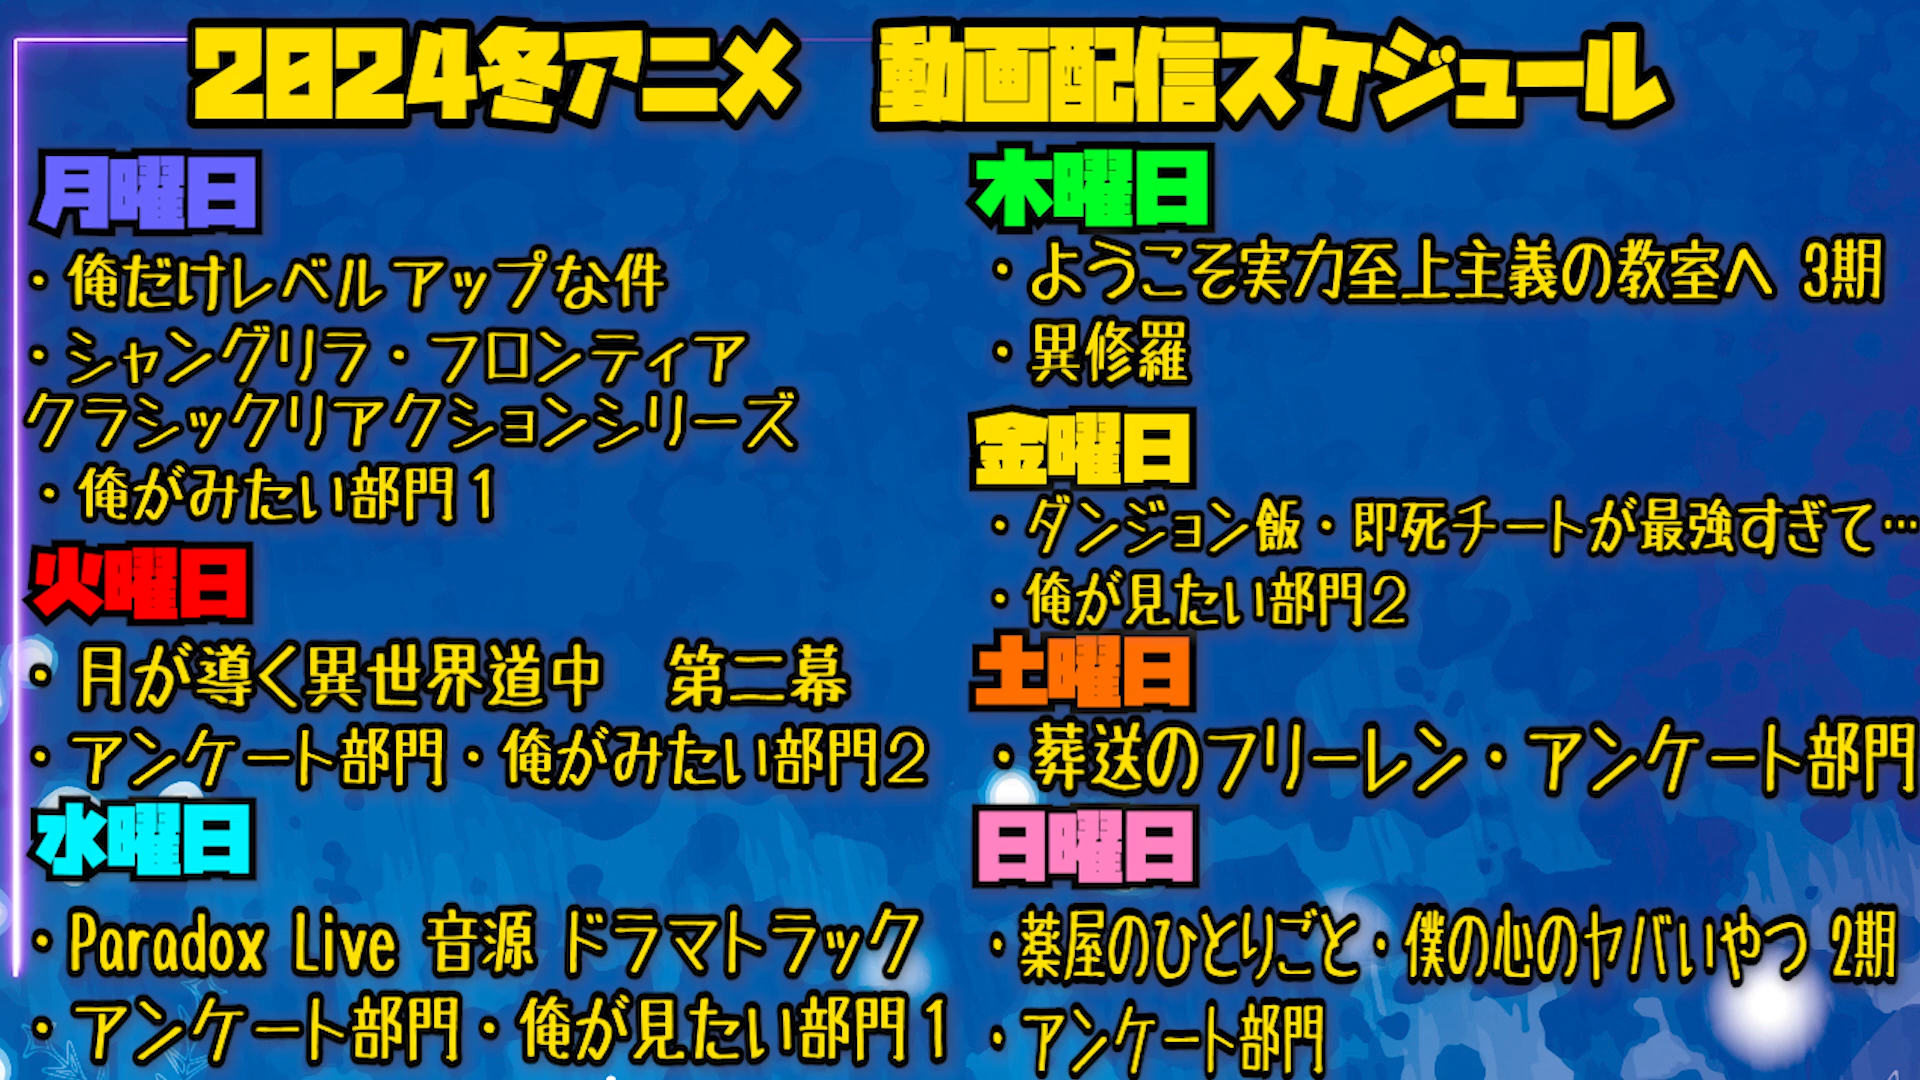 2024冬アニメ　動画配信スケジュール
月曜日
・俺だけレベルアップな件
・シャングリラ・フロンティア
クラシックリアクションシリーズ
・俺がみたい部門１
火曜日
・月が導く異世界道中　第二幕
・アンケート部門・俺がみたい部門２
水曜日
・Paradox Live 音源 ドラマトラック
・アンケート部門・俺が見たい部門１
木曜日
・ようこそ実力至上主義の教室へ 3期
・異修羅
金曜日
・ダンジョン飯・即死チートが最強すぎて…
・俺が見たい部門２
土曜日
・葬送のフリーレン・アンケート部門
日曜日
・薬屋のひとりごと・僕の心のヤバいやつ 2期
・アンケート部門